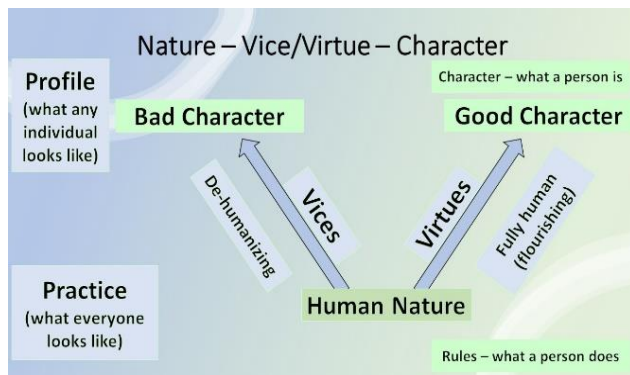 Nature – Vice/Virtue – Character
Profile
(what any
individual
looks like)
Character – what a person is
Bad Character
Good Character
De-humanizing
Vices
Virtues
Fully human
(flourishing)
Practice
(what everyone
looks like)
Human Nature
Rules – what a person does